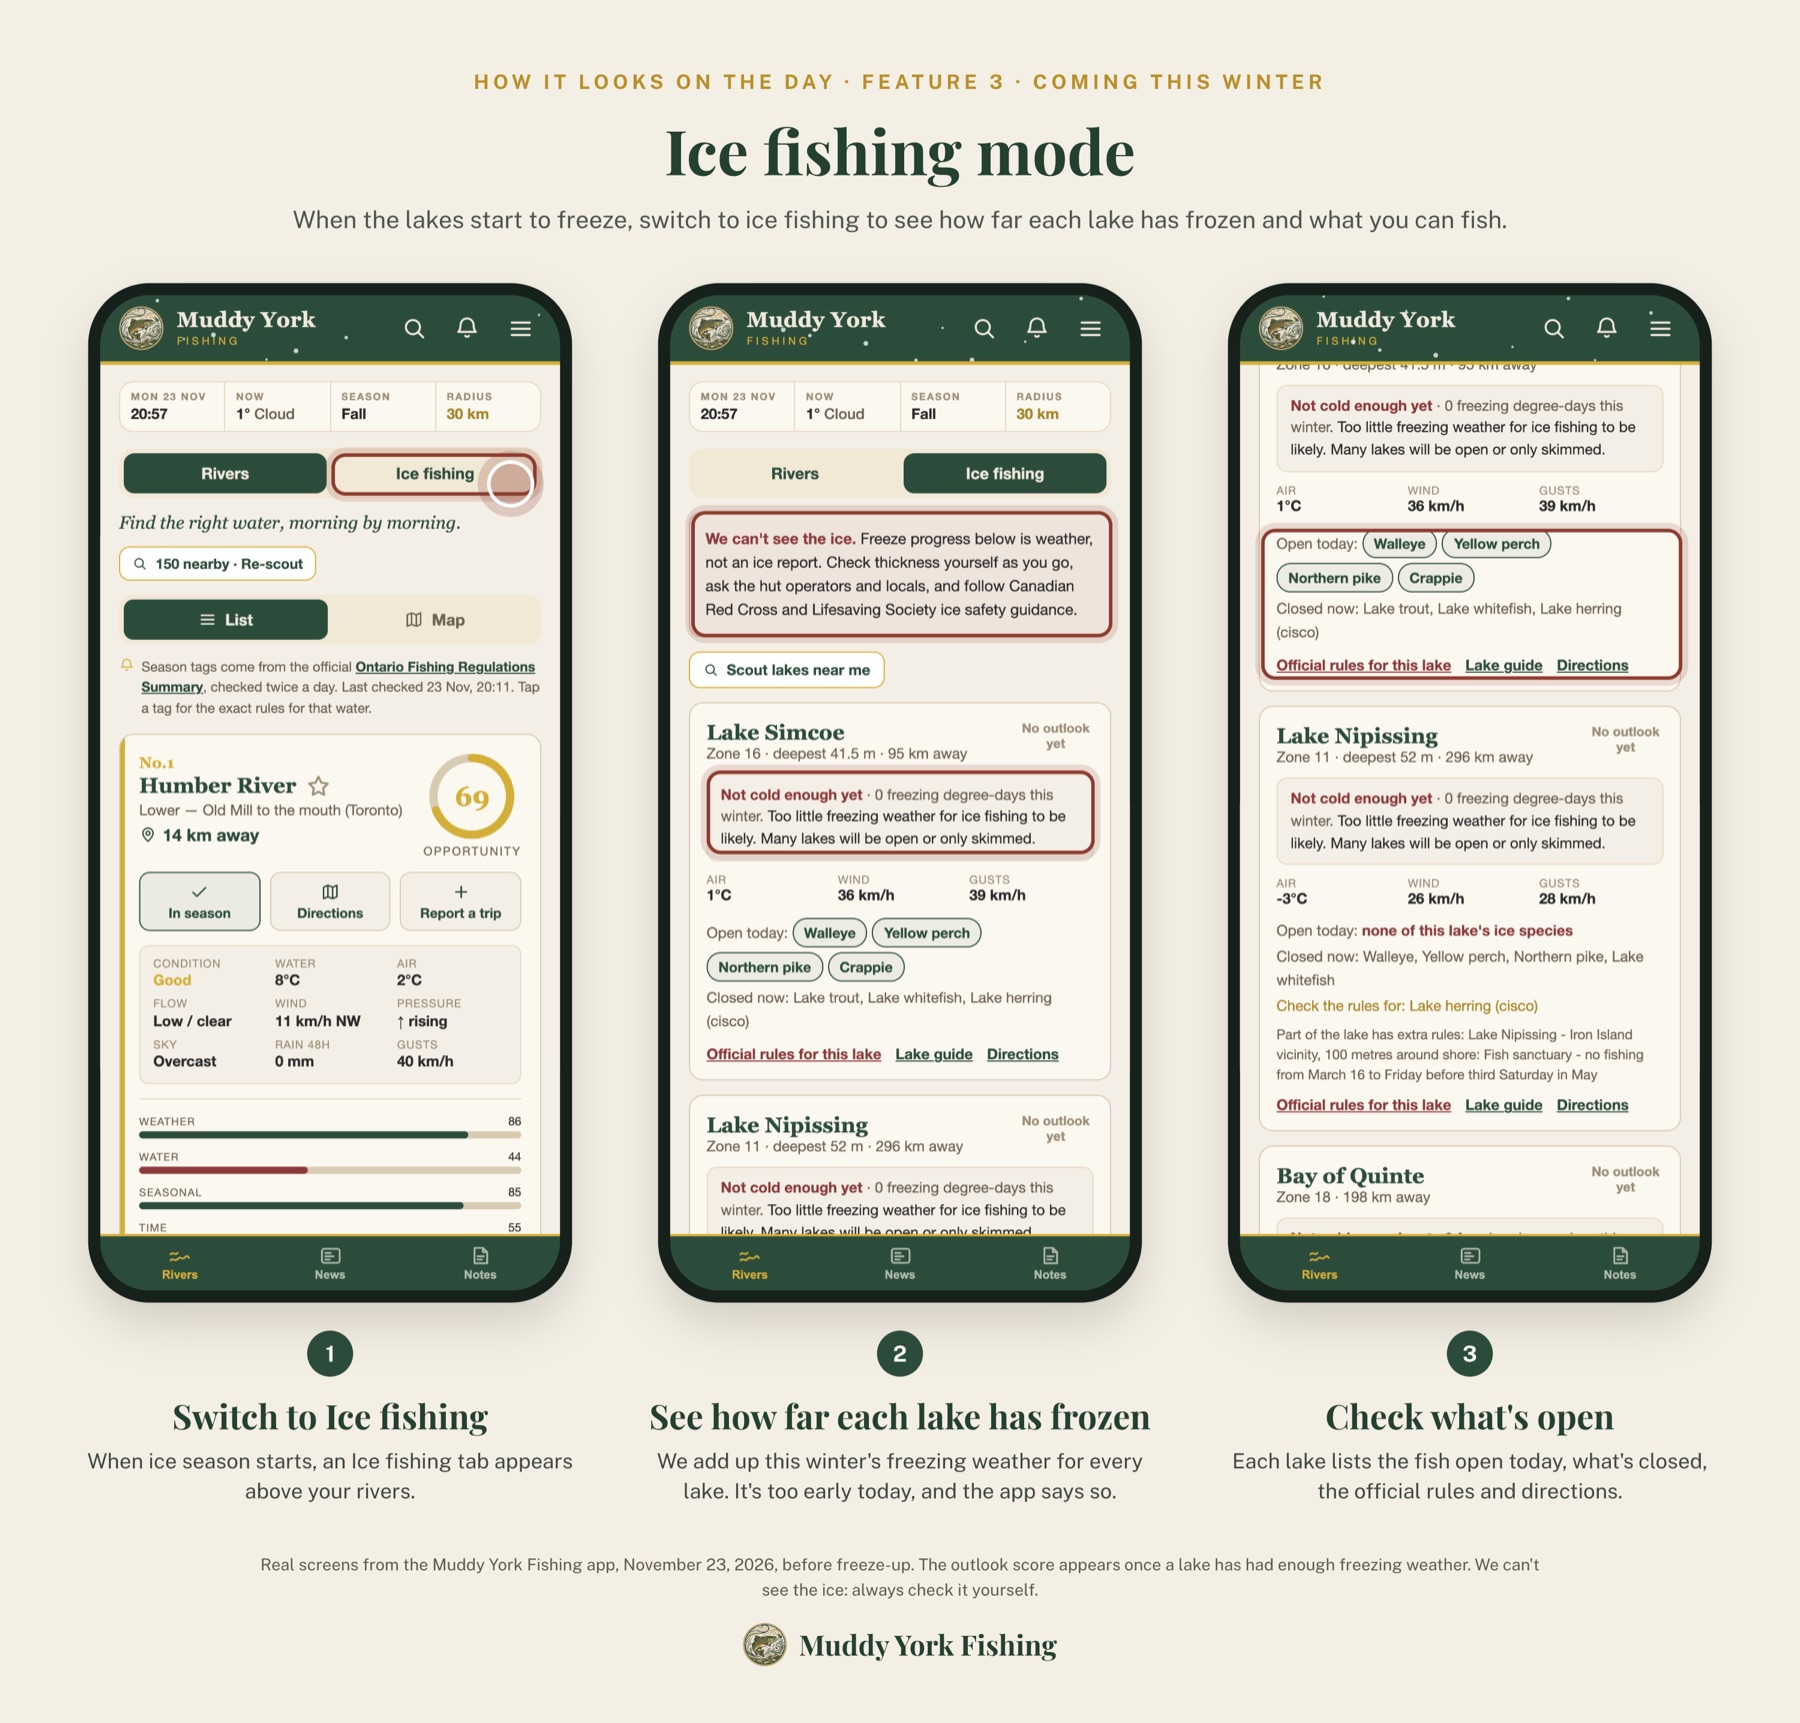 HOW IT LOOKS ON THE DAY · FEATURE 3 · COMING THIS WINTER
Ice fishing mode
When the lakes start to freeze, switch to ice fishing to see how far each lake has frozen and what you can fish.
Muddy York
FISHING
MON 23 NOV
20:57
NOW
1° Cloud
SEASON
Fall
RADIUS
30 km
Rivers
Ice fishing
Find the right water, morning by morning.
150 nearby · Re-scout
List
Map
Season tags come from the official Ontario Fishing Regulations
Summary, checked twice a day. Last checked 23 Nov, 20:11. Tap
a tag for the exact rules for that water.
No.1
Humber River
Lower — Old Mill to the mouth (Toronto)
14 km away
69
OPPORTUNITY
In season
Directions
Report a trip
CONDITION
Good
WATER
8°C
AIR
2°C
FLOW
Low / clear
WIND
11 km/h NW
PRESSURE
↑ rising
SKY
Overcast
RAIN 48H
0 mm
GUSTS
40 km/h
WEATHER 86
WATER 44
SEASONAL 85
TIME 55
Rivers
News
Notes
1
Switch to Ice fishing
When ice season starts, an Ice fishing tab appears
above your rivers.
Muddy York
FISHING
MON 23 NOV
20:57
NOW
1° Cloud
SEASON
Fall
RADIUS
30 km
Rivers
Ice fishing
We can't see the ice. Freeze progress below is weather,
not an ice report. Check thickness yourself as you go,
ask the hut operators and locals, and follow Canadian
Red Cross and Lifesaving Society ice safety guidance.
Scout lakes near me
Lake Simcoe
No outlook
yet
Zone 16 · deepest 41.5 m · 95 km away
Not cold enough yet · 0 freezing degree-days this
winter. Too little freezing weather for ice fishing to be
likely. Many lakes will be open or only skimmed.
AIR
1°C
WIND
36 km/h
GUSTS
39 km/h
Open today: Walleye Yellow perch
Northern pike Crappie
Closed now: Lake trout, Lake whitefish, Lake herring
(cisco)
Official rules for this lake Lake guide Directions
Lake Nipissing
No outlook
yet
Zone 11 · deepest 52 m · 296 km away
Not cold enough yet · 0 freezing degree-days this
winter. Too little freezing weather for ice fishing to be
likely. Many lakes will be open or only skimmed.
Rivers
News
Notes
2
See how far each lake has frozen
We add up this winter's freezing weather for every
lake. It's too early today, and the app says so.
Muddy York
FISHING
Zone 16 · deepest 41.5 m · 95 km away
Not cold enough yet · 0 freezing degree-days this
winter. Too little freezing weather for ice fishing to be
likely. Many lakes will be open or only skimmed.
AIR
1°C
WIND
36 km/h
GUSTS
39 km/h
Open today: Walleye Yellow perch
Northern pike Crappie
Closed now: Lake trout, Lake whitefish, Lake herring
(cisco)
Official rules for this lake Lake guide Directions
Lake Nipissing
No outlook
yet
Zone 11 · deepest 52 m · 296 km away
Not cold enough yet · 0 freezing degree-days this
winter. Too little freezing weather for ice fishing to be
likely. Many lakes will be open or only skimmed.
AIR
-3°C
WIND
26 km/h
GUSTS
28 km/h
Open today: none of this lake's ice species
Closed now: Walleye, Yellow perch, Northern pike, Lake
whitefish
Check the rules for: Lake herring (cisco)
Part of the lake has extra rules: Lake Nipissing - Iron Island
vicinity, 100 metres around shore: Fish sanctuary - no fishing
from March 16 to Friday before third Saturday in May
Official rules for this lake Lake guide Directions
Bay of Quinte
No outlook
yet
Zone 18 · 198 km away
Rivers
News
Notes
3
Check what's open
Each lake lists the fish open today, what's closed,
the official rules and directions.
Real screens from the Muddy York Fishing app, November 23, 2026, before freeze-up. The outlook score appears once a lake has had enough freezing weather. We can't
see the ice: always check it yourself.
Muddy York Fishing